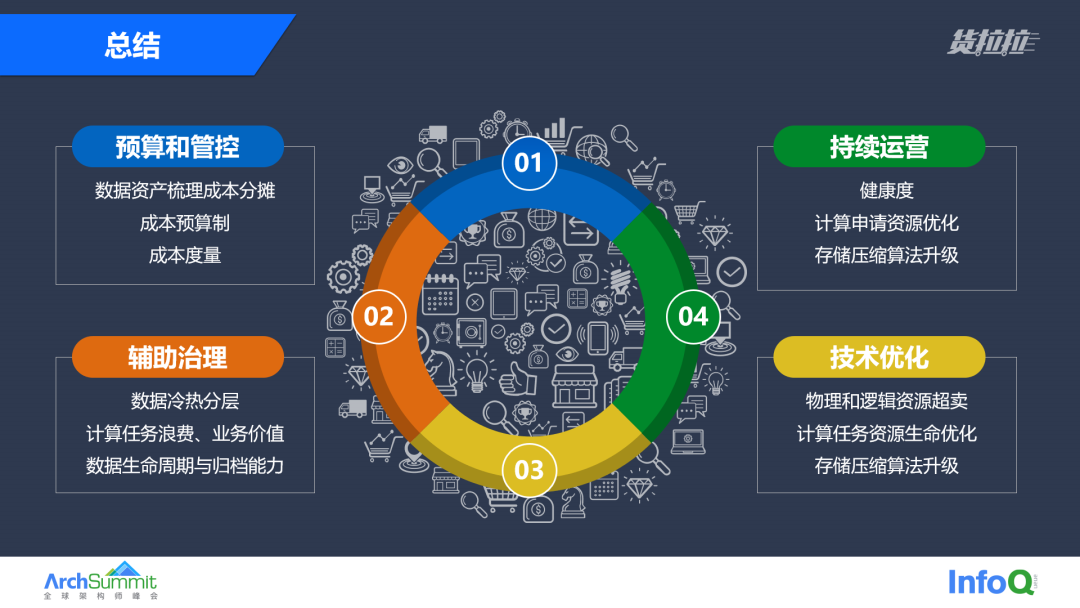 总结
货拉拉
预算和管控
数据资产梳理成本分摊
成本预算制
成本度量
辅助治理
数据冷热分层
计算任务浪费、业务价值
数据生命周期与归档能力
01
02
03
04
持续运营
健康度
计算申请资源优化
存储压缩算法升级
技术优化
物理和逻辑资源超卖
计算任务资源生命优化
存储压缩算法升级
ArchSummit
全球架构师峰会
InfoQ